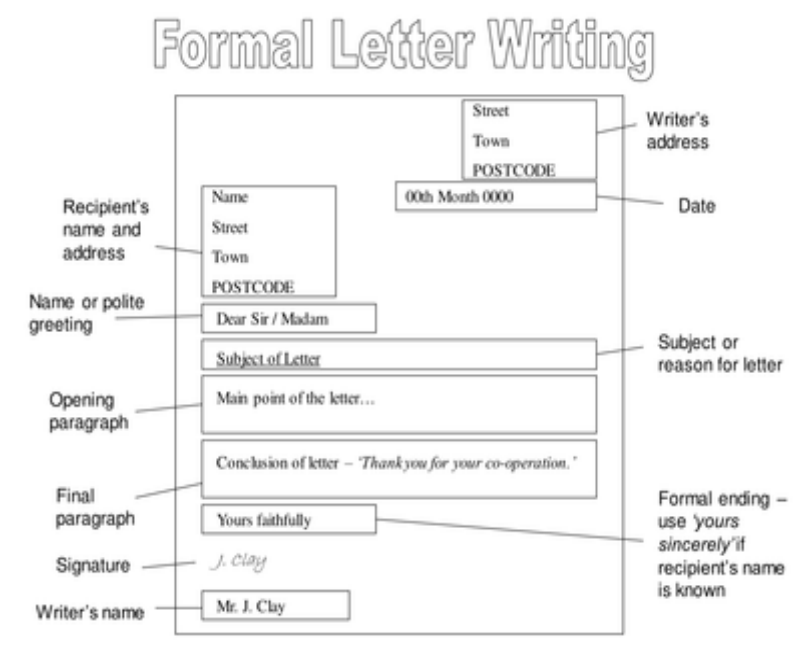 Formal Letter Writing
Street
Town
POSTCODE
Writer's
address
00th Month 0000
Date
Recipient's
name and
address
Name
Street
Town
POSTCODE
Name or polite
greeting
Dear Sir / Madam
Subject of Letter
Subject or
reason for letter
Opening
paragraph
Main point of the letter…
Final
paragraph
Conclusion of letter – 'Thank you for your co-operation.'
Yours faithfully
Formal ending –
use 'yours
sincerely' if
recipient's name
is known
Signature
J. Clay
Writer's name
Mr. J. Clay